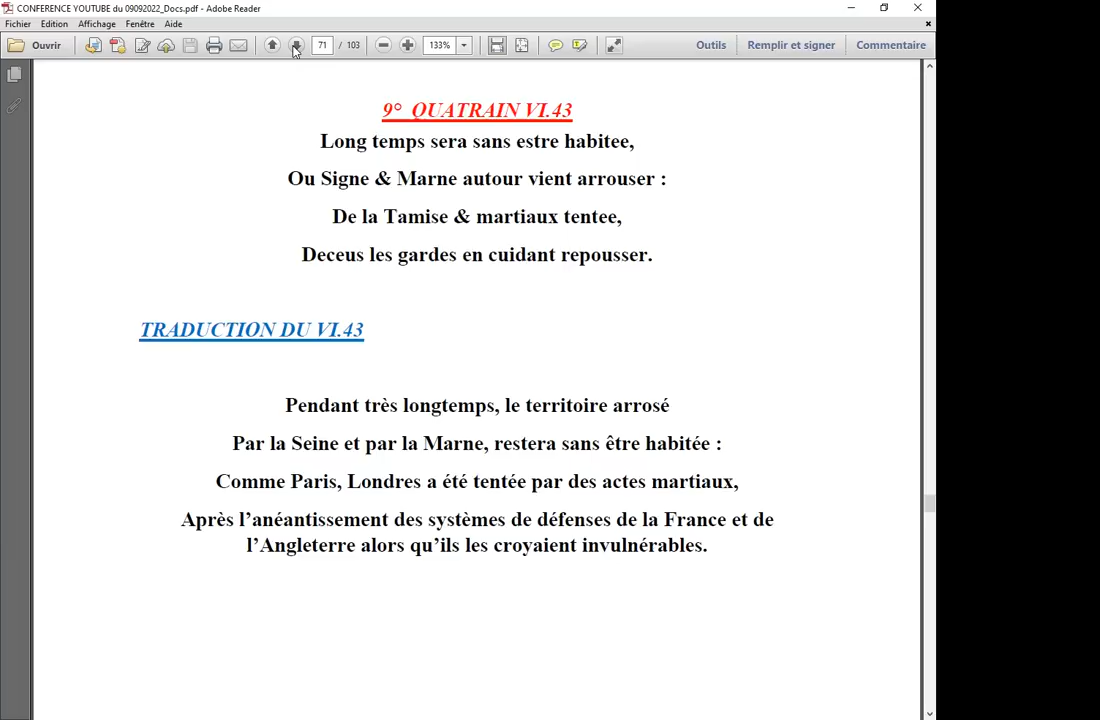 CONFERENCE YOUTUBE du 09092022_Docs.pdf - Adobe Reader
Fichier Edition Affichage Fenêtre Aide
Ouvrir 71 / 103 133% Outils Remplir et signer Commentaire
9° QUATRAIN VI.43
Long temps sera sans estre habitee,
Ou Signe & Marne autour vient arrouser :
De la Tamise & martiaux tentee,
Deceus les gardes en cuidant repousser.
TRADUCTION DU VI.43
Pendant très longtemps, le territoire arrosé
Par la Seine et par la Marne, restera sans être habitée :
Comme Paris, Londres a été tentée par des actes martiaux,
Après l’anéantissement des systèmes de défenses de la France et de
l’Angleterre alors qu’ils les croyaient invulnérables.